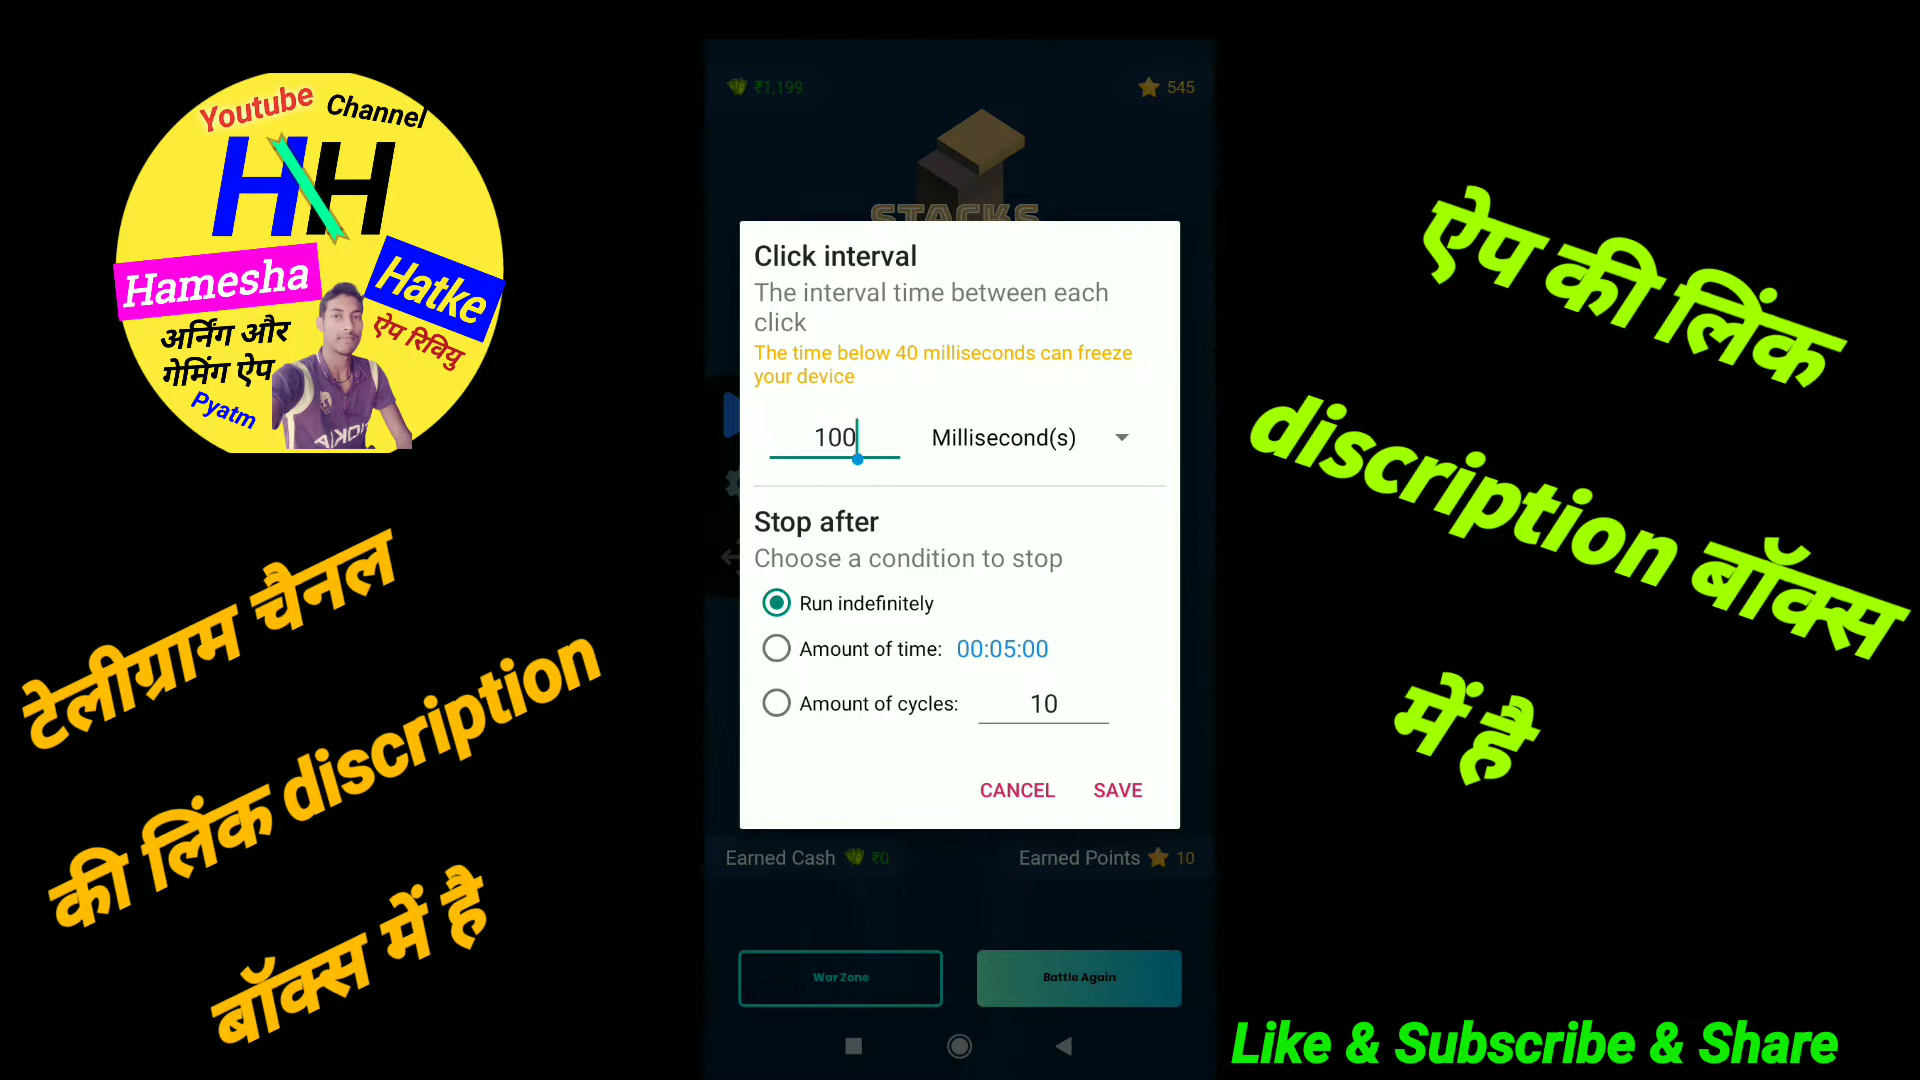 Youtube Channel
HH
Hamesha
Hatke
अर्निंग और
गेमिंग ऐप
ऐप रिवियु
Pyatm
टेलीग्राम चैनल
की लिंक discription
बॉक्स में है
₹1,199
545
STACKS
Click interval
The interval time between each
click
The time below 40 milliseconds can freeze
your device
100 Millisecond(s)
Stop after
Choose a condition to stop
Run indefinitely
Amount of time: 00:05:00
Amount of cycles: 10
CANCEL SAVE
Earned Cash ₹0
Earned Points 10
War Zone
Battle Again
ऐप की लिंक
discription बॉक्स
में है
Like & Subscribe & Share